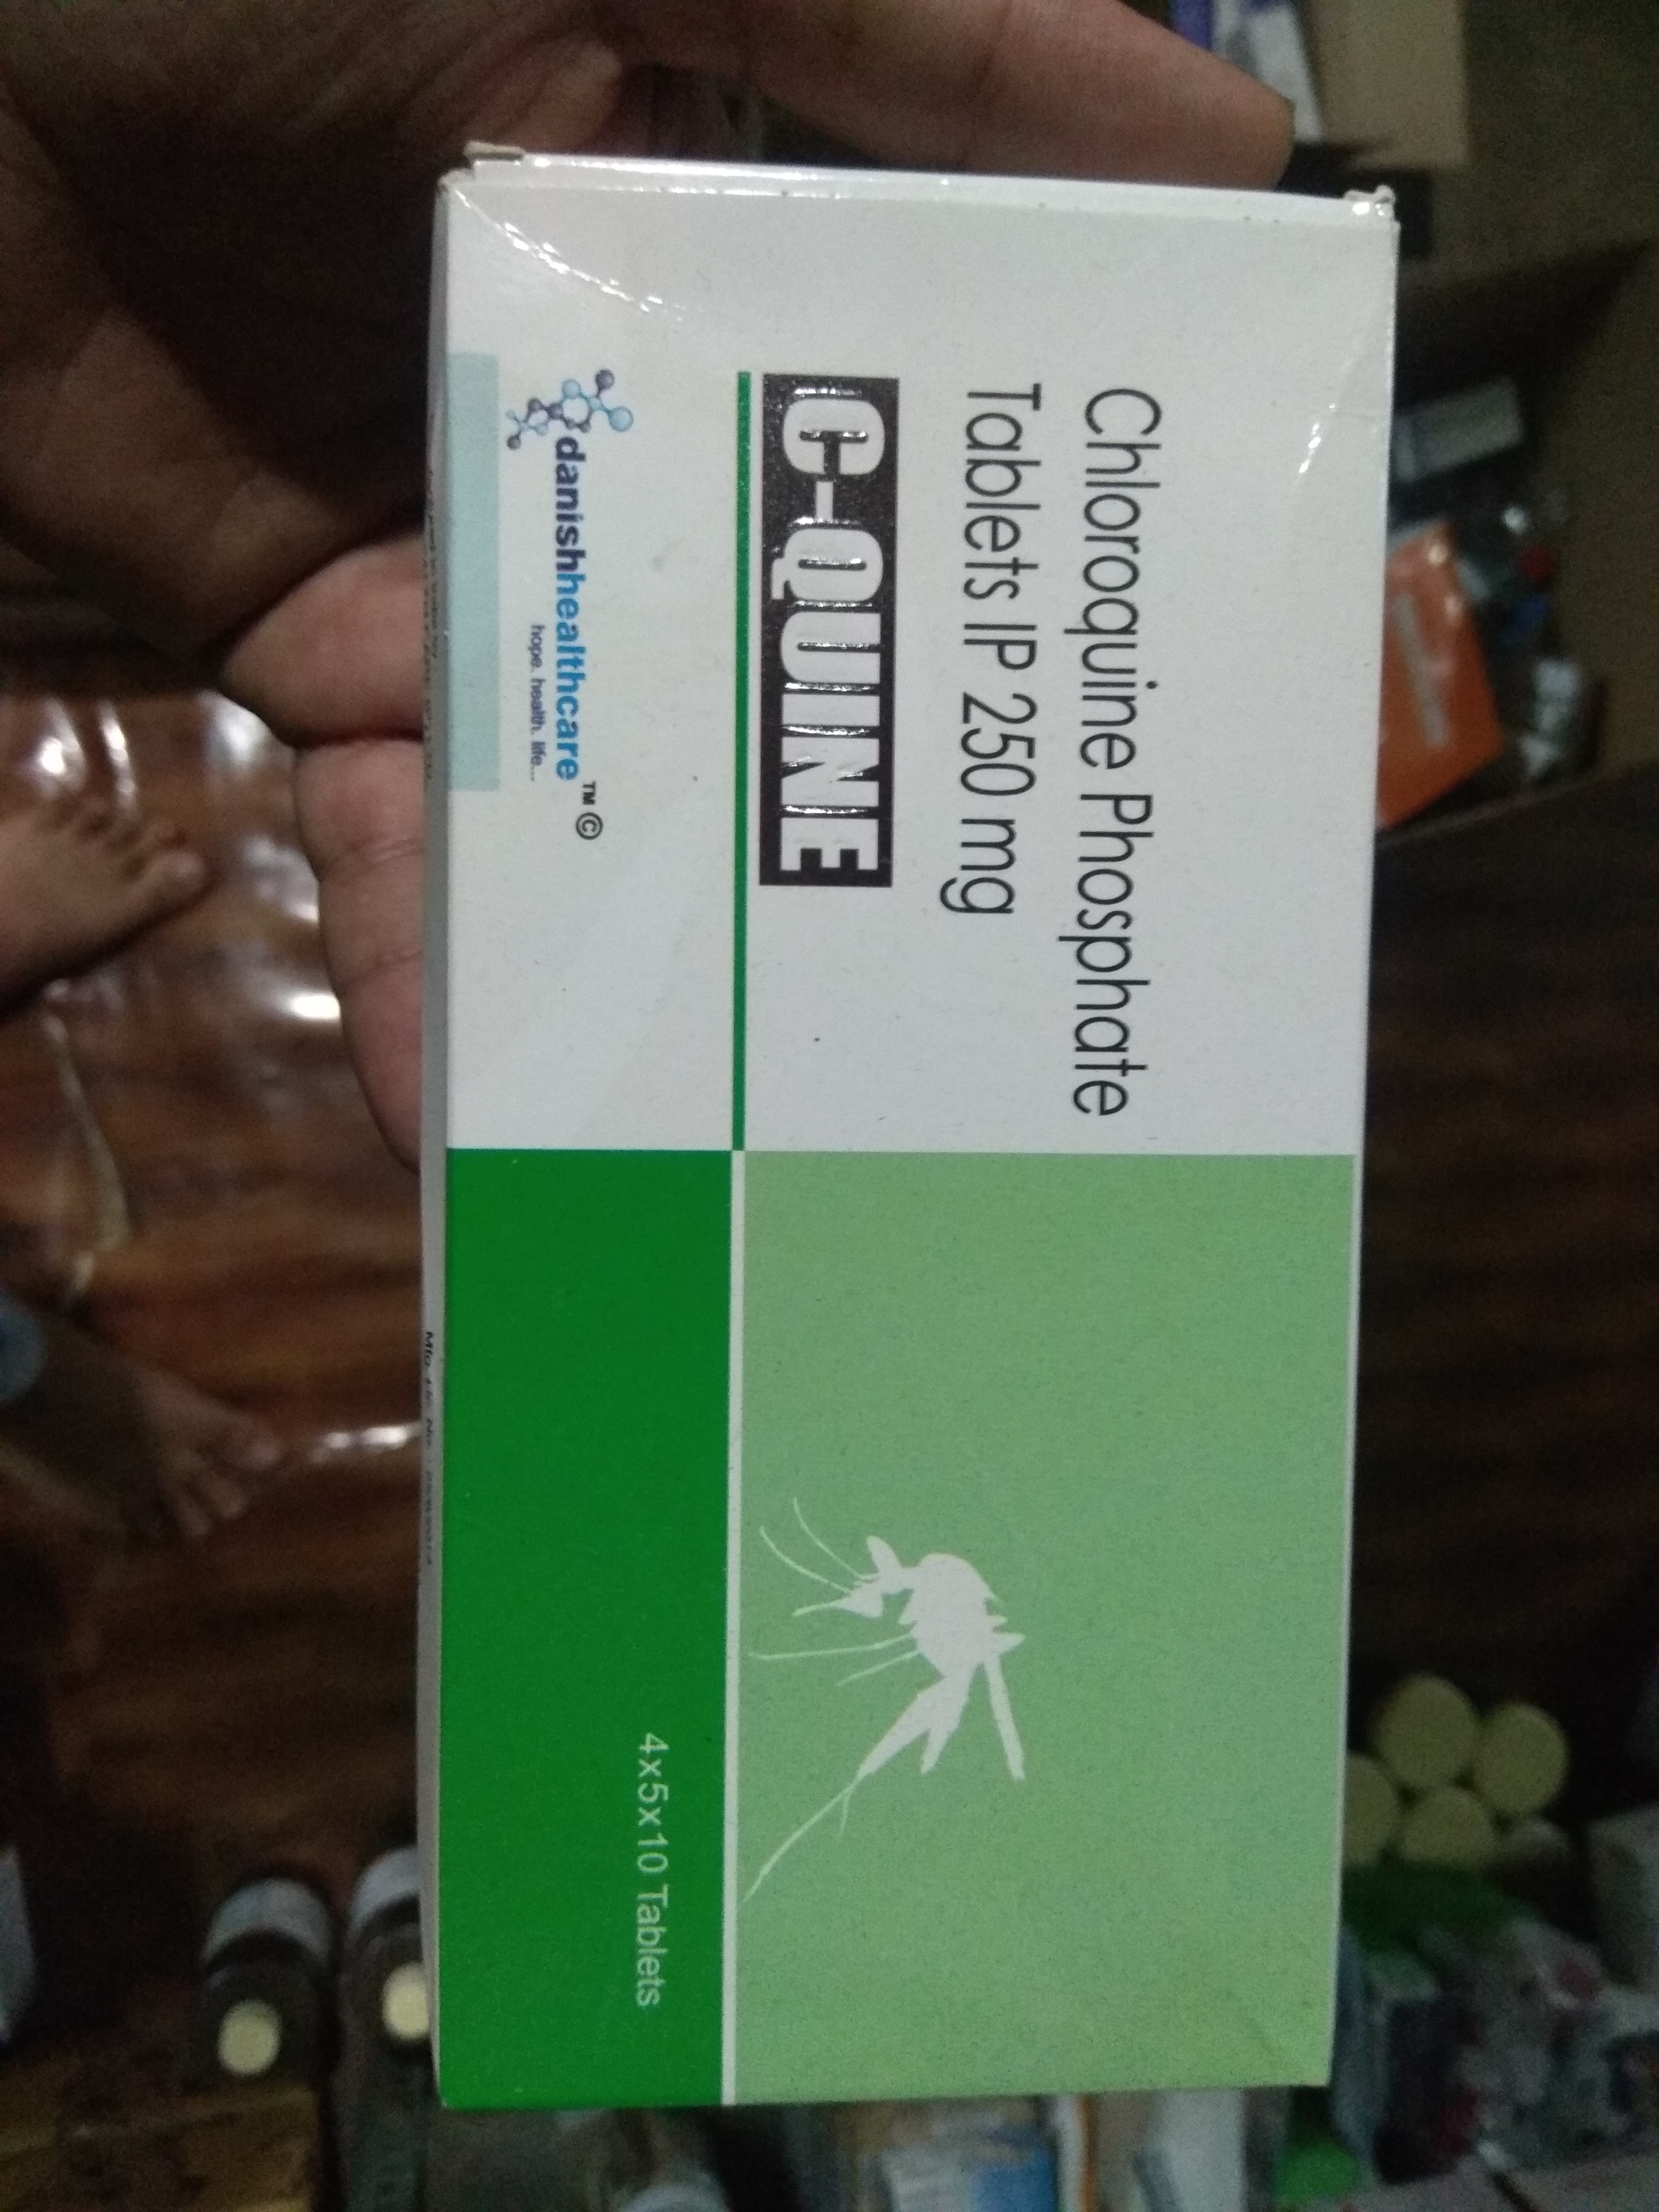 Chloroquine Phosphate
Tablets IP 250 mg
C-QUINE
danishhealthcare™©
hope. health. life...
4x5x10 Tablets